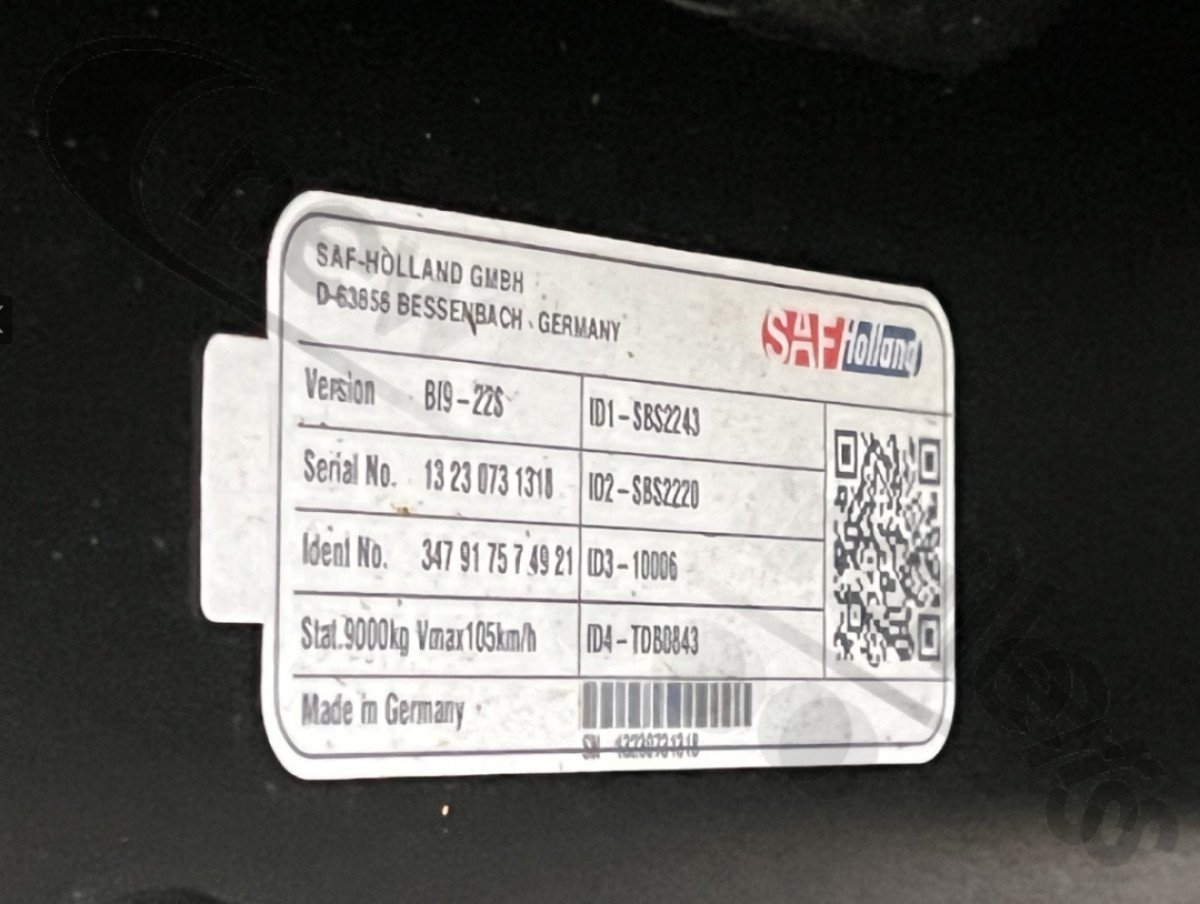 SAF-HOLLAND GMBH
D-63856 BESSENBACH · GERMANY
SAF Holland
Version BI9-22S
ID1-SBS2243
Serial No. 13 23 073 1318
ID2-SBS2220
Ident No. 347 91 75 7 49 21
ID3-10006
Stat.9000kg Vmax105km/h
ID4-TDB0843
Made in Germany
SN 13230731318